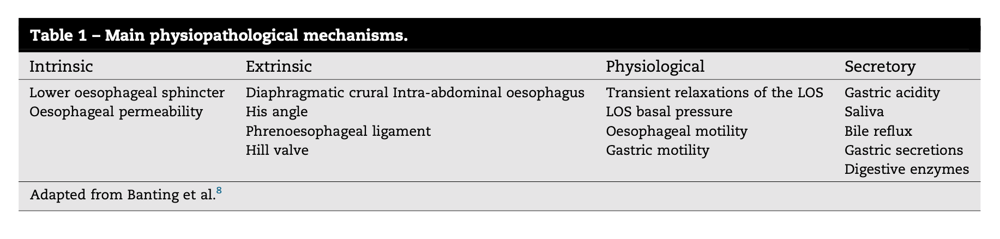 Table 1 – Main physiopathological mechanisms.
Intrinsic Extrinsic Physiological Secretory
Lower oesophageal sphincter Diaphragmatic crural Intra-abdominal oesophagus Transient relaxations of the LOS Gastric acidity
Oesophageal permeability His angle LOS basal pressure Saliva
Phrenoesophageal ligament Oesophageal motility Bile reflux
Hill valve Gastric motility Gastric secretions
Digestive enzymes
Adapted from Banting et al.8